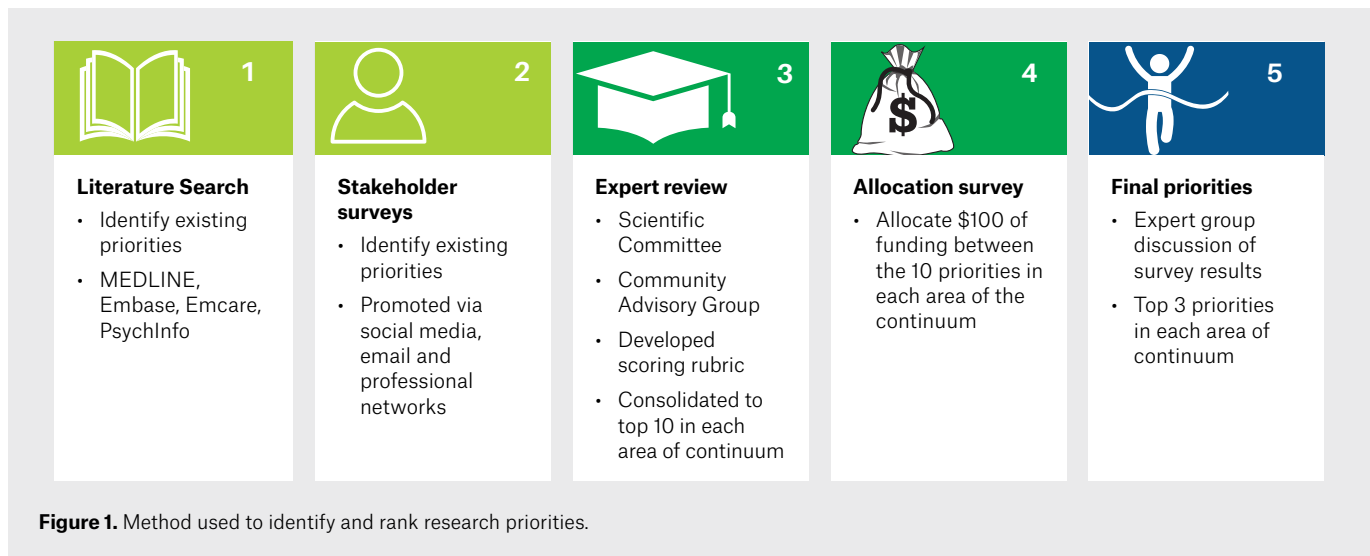 1
Literature Search
• Identify existing
priorities
• MEDLINE,
Embase, Emcare,
PsychInfo
2
Stakeholder
surveys
• Identify existing
priorities
• Promoted via
social media,
email and
professional
networks
3
Expert review
• Scientific
Committee
• Community
Advisory Group
• Developed
scoring rubric
• Consolidated to
top 10 in each
area of continuum
4
$
Allocation survey
• Allocate $100 of
funding between
the 10 priorities in
each area of the
continuum
5
Final priorities
• Expert group
discussion of
survey results
• Top 3 priorities
in each area of
continuum
Figure 1. Method used to identify and rank research priorities.